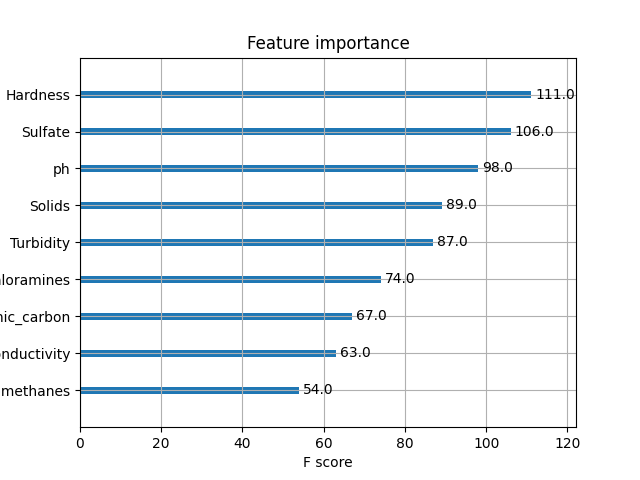 Feature importance
Hardness 111.0
Sulfate 106.0
ph 98.0
Solids 89.0
Turbidity 87.0
loramines 74.0
nic_carbon 67.0
onductivity 63.0
methanes 54.0
0 20 40 60 80 100 120
F score